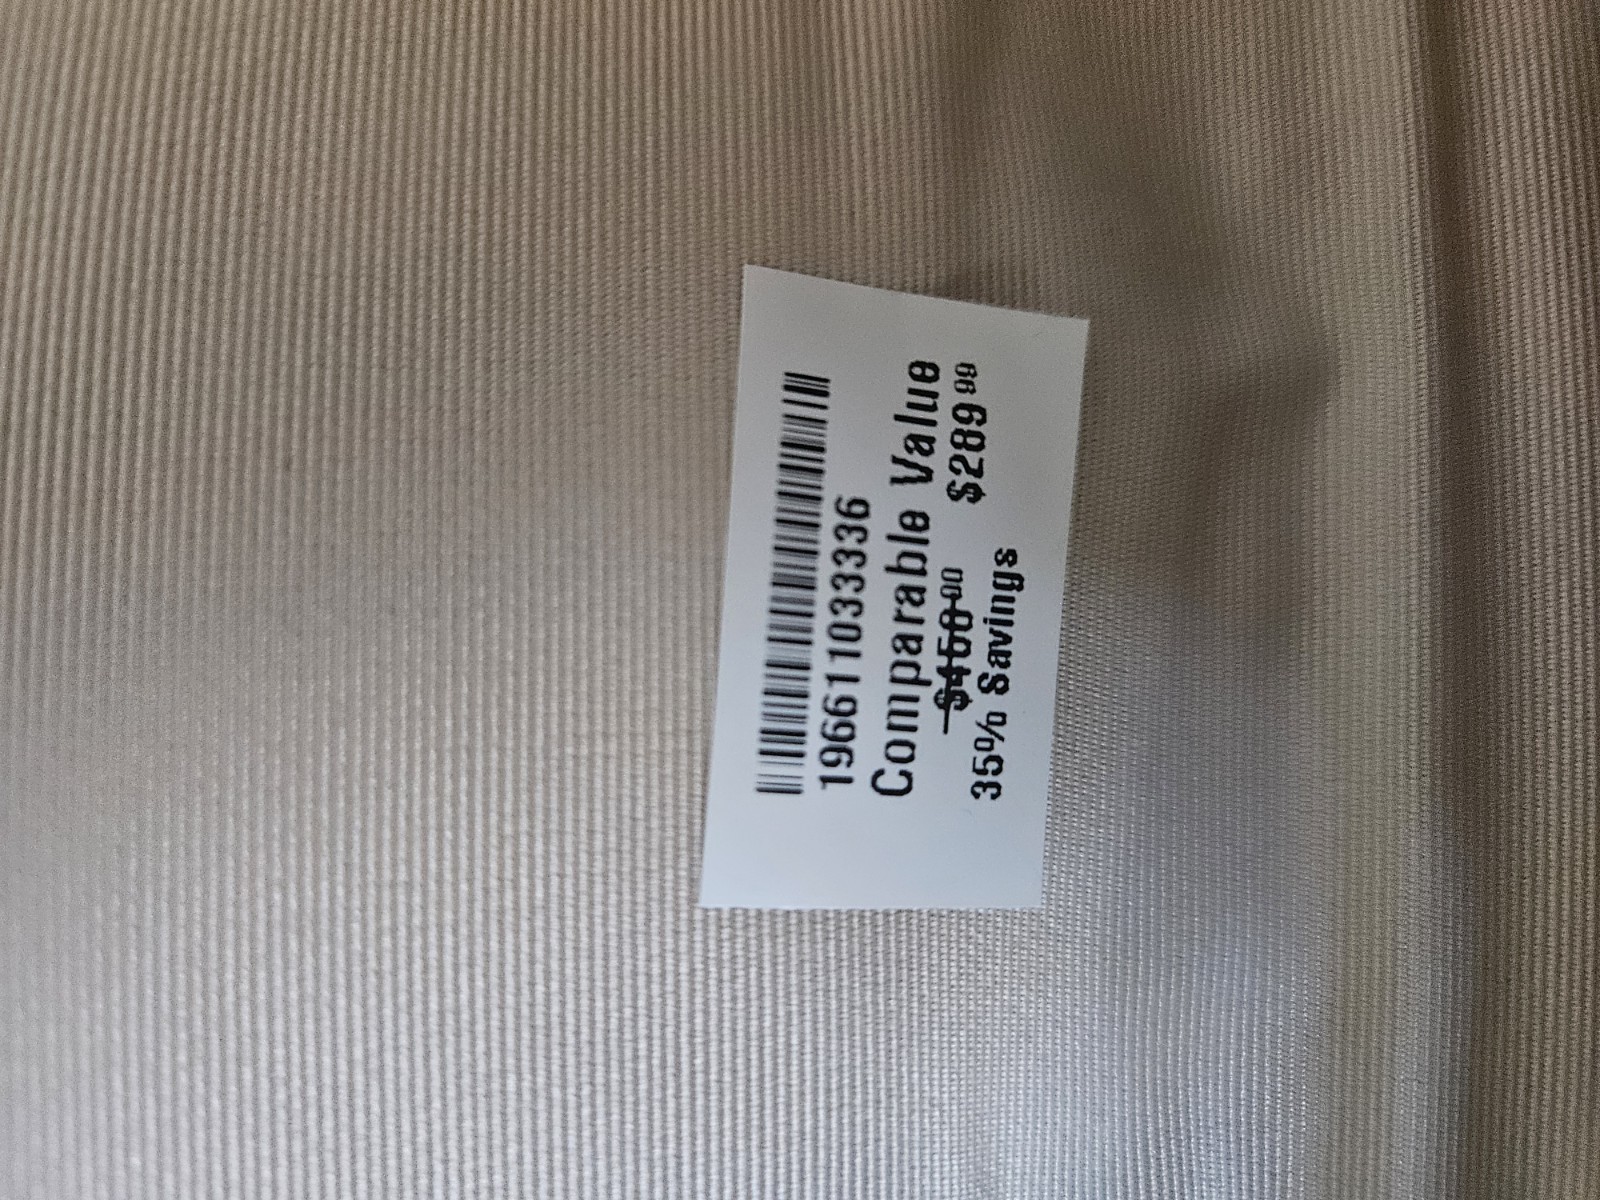 196611033336
Comparable Value
$450.00 $289.99
35% Savings